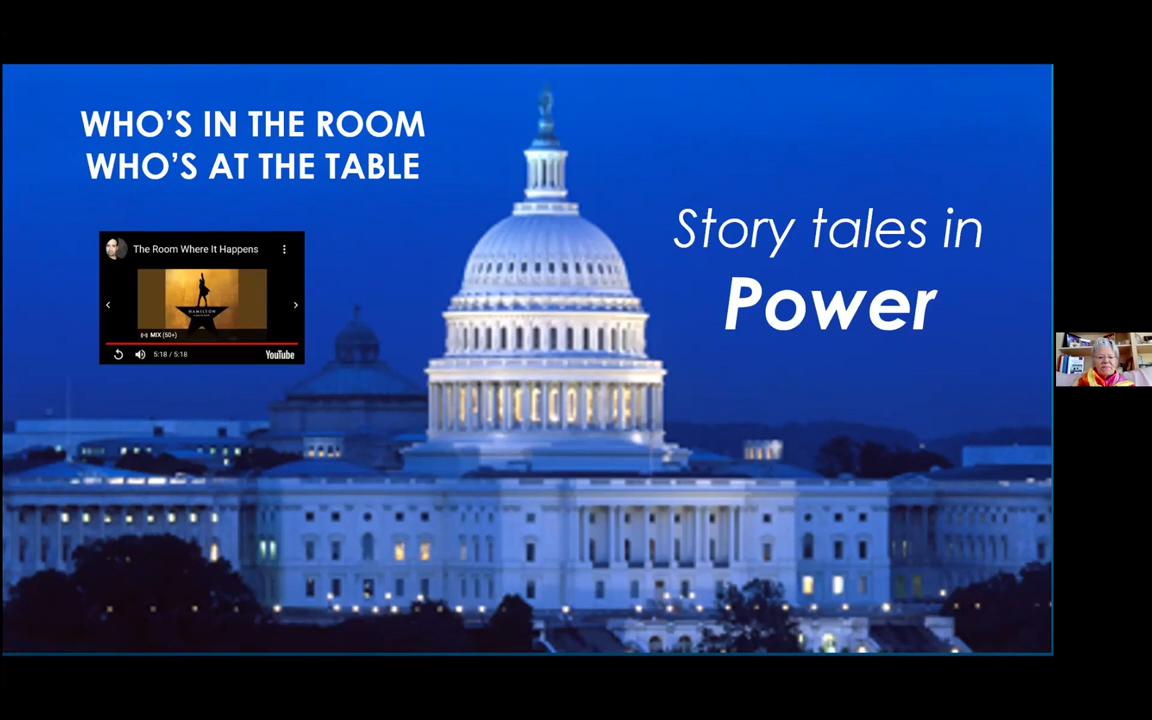 WHO'S IN THE ROOM
WHO'S AT THE TABLE
The Room Where It Happens
HAMILTON
MIX (50+)
5:18 / 5:18
YouTube
Story tales in
Power